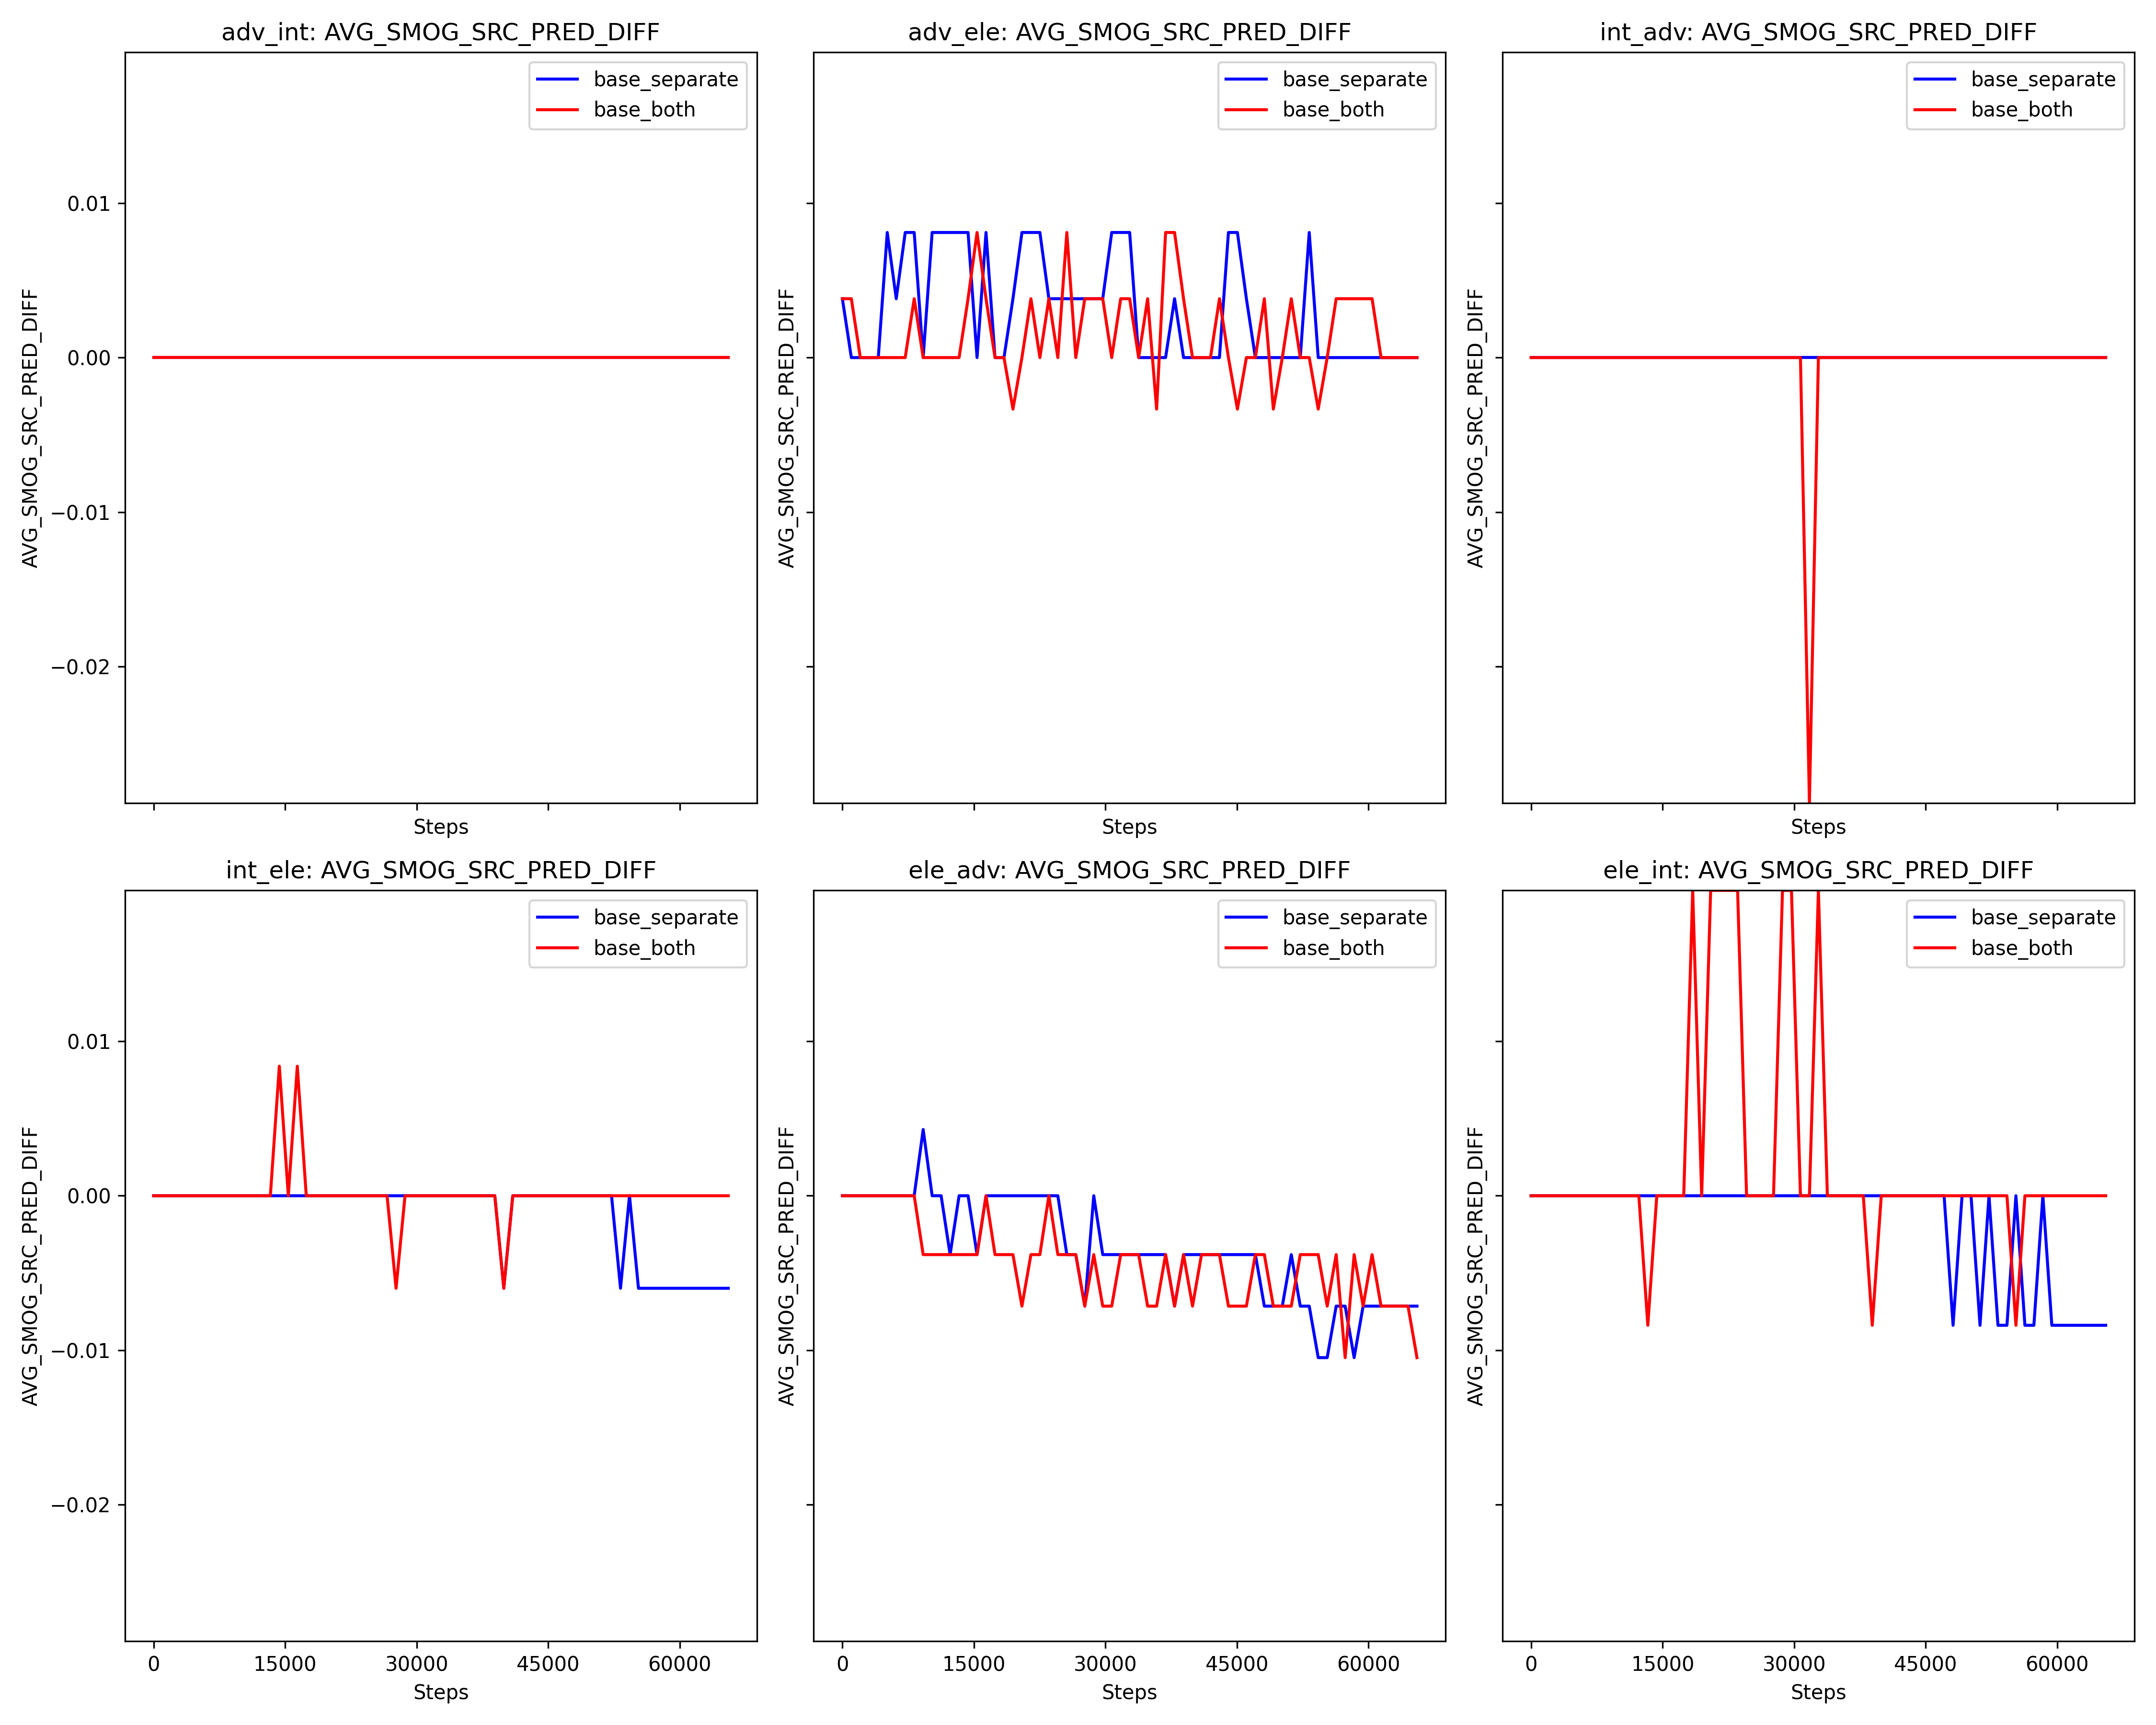 adv_int: AVG_SMOG_SRC_PRED_DIFF
adv_ele: AVG_SMOG_SRC_PRED_DIFF
int_adv: AVG_SMOG_SRC_PRED_DIFF
base_separate
base_both
base_separate
base_both
base_separate
base_both
AVG_SMOG_SRC_PRED_DIFF
0.01
0.00
−0.01
−0.02
AVG_SMOG_SRC_PRED_DIFF
AVG_SMOG_SRC_PRED_DIFF
Steps
Steps
Steps
int_ele: AVG_SMOG_SRC_PRED_DIFF
ele_adv: AVG_SMOG_SRC_PRED_DIFF
ele_int: AVG_SMOG_SRC_PRED_DIFF
base_separate
base_both
base_separate
base_both
base_separate
base_both
AVG_SMOG_SRC_PRED_DIFF
0.01
0.00
−0.01
−0.02
AVG_SMOG_SRC_PRED_DIFF
AVG_SMOG_SRC_PRED_DIFF
0 15000 30000 45000 60000
0 15000 30000 45000 60000
0 15000 30000 45000 60000
Steps
Steps
Steps